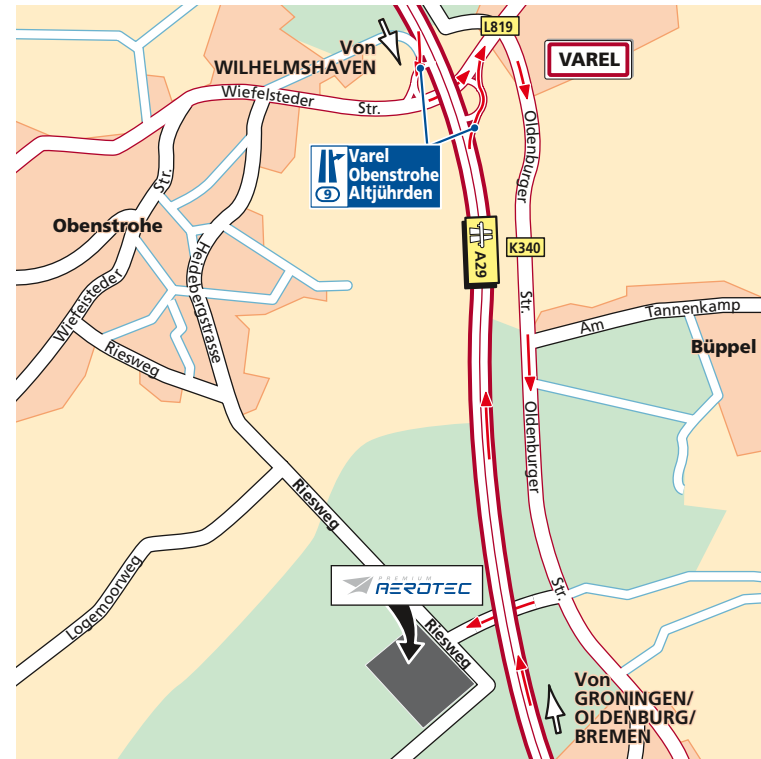 L819
Von
WILHELMSHAVEN
VAREL
Wiefelsteder
Str.
Oldenburger
Varel
Obenstrohe
Altjührden
9
Str.
Obenstrohe
Heidebergstrasse
A29
K340
Wiefelsteder
Str.
Am
Tannenkamp
Büppel
Riesweg
Oldenburger
Riesweg
Logemoorweg
PREMIUM
AEROTEC
Str.
Riesweg
Von
GRONINGEN/
OLDENBURG/
BREMEN